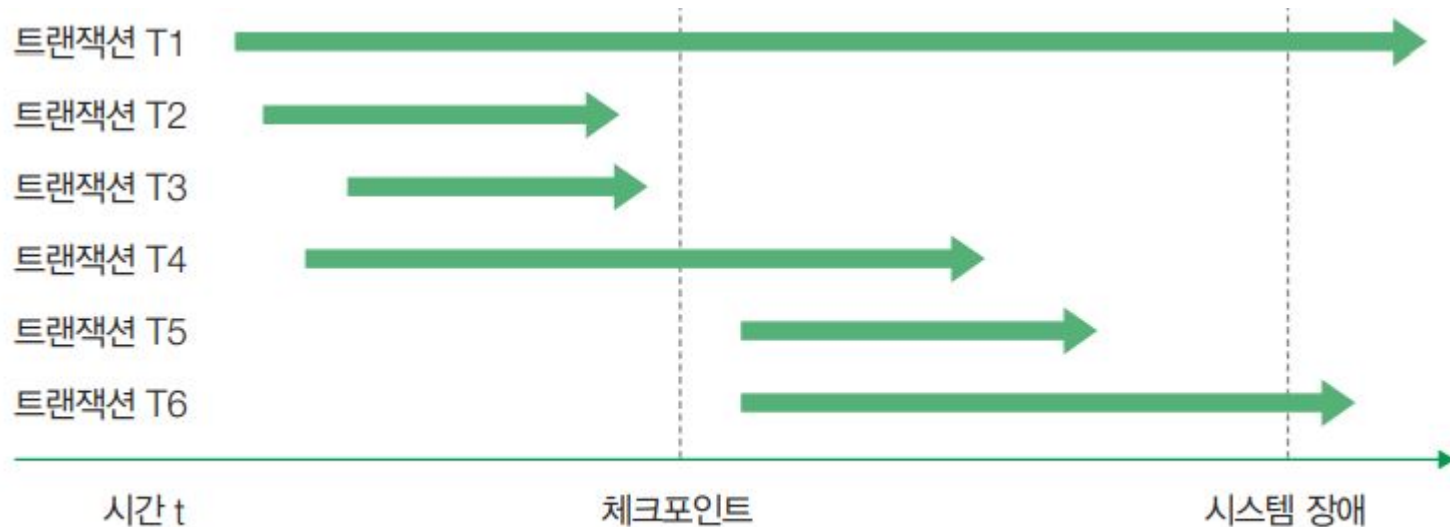 트랜잭션 T1
트랜잭션 T2
트랜잭션 T3
트랜잭션 T4
트랜잭션 T5
트랜잭션 T6
시간 t 체크포인트 시스템 장애